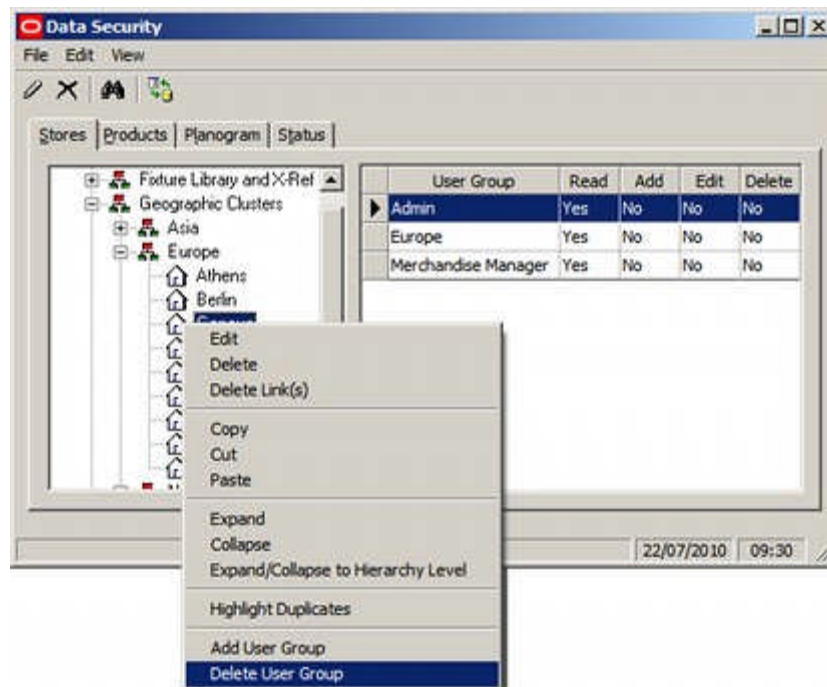 Data Security
File Edit View
Stores Products Planogram Status
Fixture Library and X-Ref
Geographic Clusters
Asia
Europe
Athens
Berlin
User Group Read Add Edit Delete
Admin Yes No No No
Europe Yes No No No
Merchandise Manager Yes No No No
Edit
Delete
Delete Link(s)
Copy
Cut
Paste
Expand
Collapse
Expand/Collapse to Hierarchy Level
Highlight Duplicates
Add User Group
Delete User Group
22/07/2010 09:30